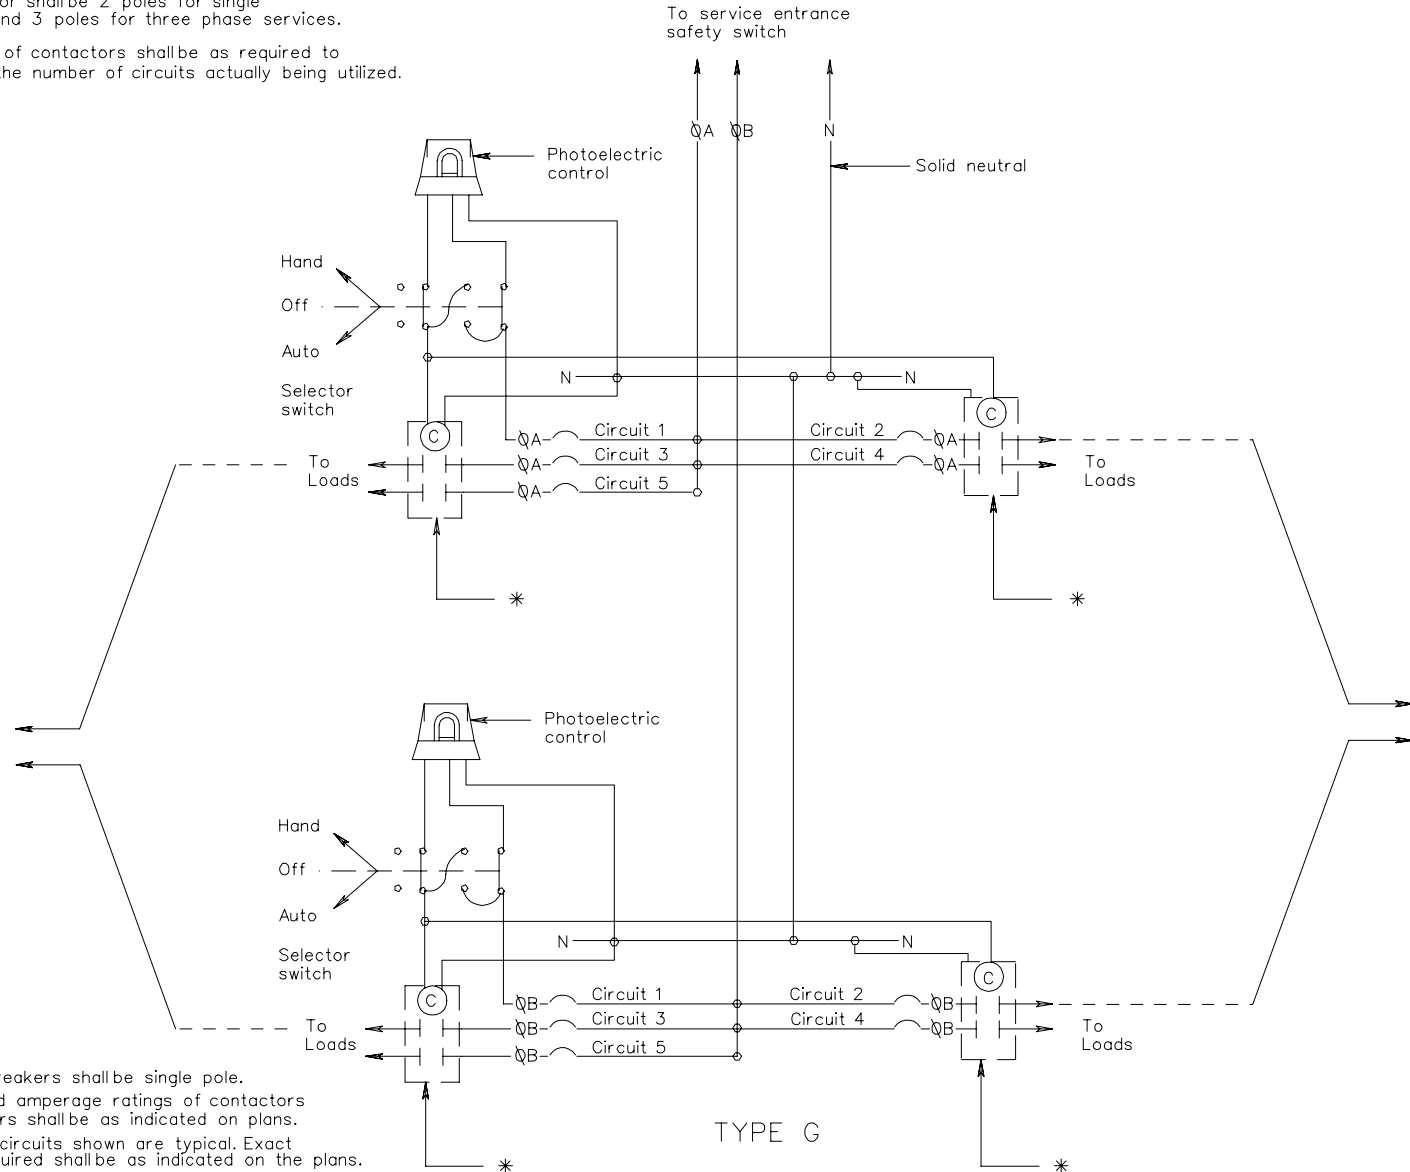 or shall be 2 poles for single
and 3 poles for three phase services.
of contactors shall be as required to
the number of circuits actually being utilized.
To service entrance
safety switch
ØA ØB N
Photoelectric
control
Solid neutral
Hand
Off
Auto
Selector
switch
N
N
C
C
ØA Circuit 1 Circuit 2 ØA
ØA Circuit 3 Circuit 4 ØA
ØA Circuit 5
To
Loads
To
Loads
*
*
Photoelectric
control
Hand
Off
Auto
Selector
switch
N
N
C
C
ØB Circuit 1 Circuit 2 ØB
ØB Circuit 3 Circuit 4 ØB
ØB Circuit 5
To
Loads
To
Loads
reakers shall be single pole.
d amperage ratings of contactors
rs shall be as indicated on plans.
circuits shown are typical. Exact
uired shall be as indicated on the plans.
TYPE G
*
*